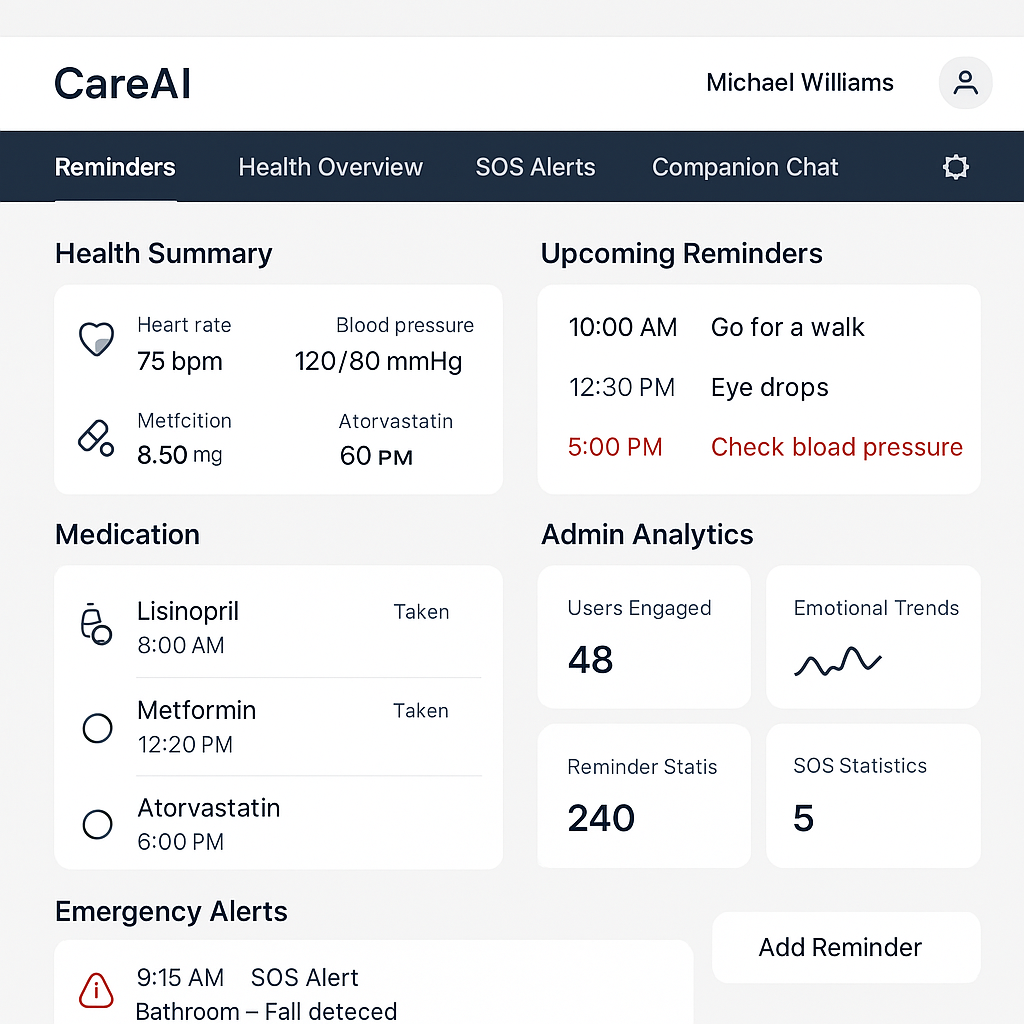 CareAI
Michael Williams
Reminders
Health Overview
SOS Alerts
Companion Chat
Health Summary
Heart rate
75 bpm
Blood pressure
120/80 mmHg
Metfcition
8.50 mg
Atorvastatin
60 PM
Upcoming Reminders
10:00 AM Go for a walk
12:30 PM Eye drops
5:00 PM Check bload pressure
Medication
Lisinopril Taken
8:00 AM
Metformin Taken
12:20 PM
Atorvastatin
6:00 PM
Admin Analytics
Users Engaged
48
Emotional Trends
Reminder Statis
240
SOS Statistics
5
Emergency Alerts
9:15 AM SOS Alert
Bathroom – Fall deteced
Add Reminder